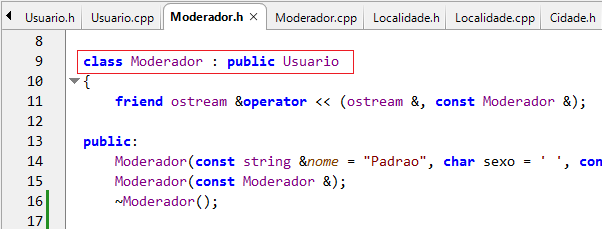 Usuario.h Usuario.cpp Moderador.h × Moderador.cpp Localidade.h Localidade.cpp Cidade.h
8
9 class Moderador : public Usuario
10 {
11 friend ostream &operator << (ostream &, const Moderador &);
12
13 public:
14 Moderador(const string &nome = "Padrao", char sexo = ' ', con
15 Moderador(const Moderador &);
16 ~Moderador();
17